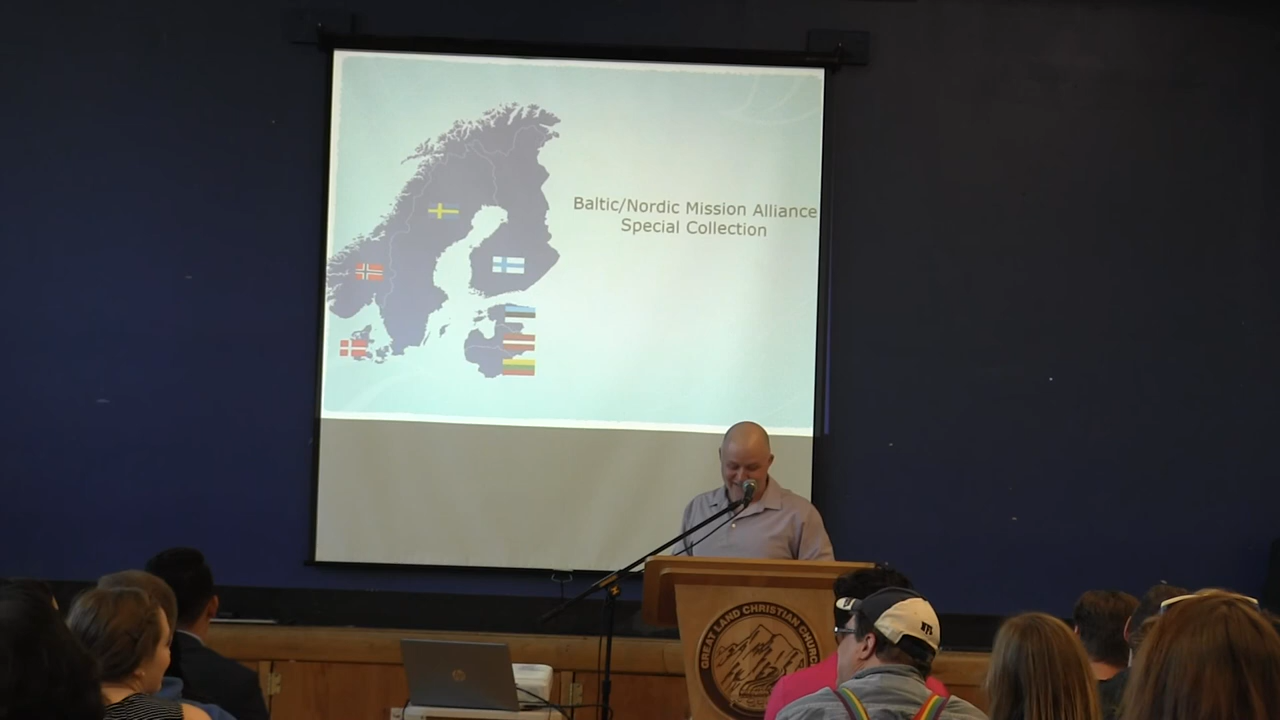 Baltic/Nordic Mission Alliance
Special Collection
GREAT LAND CHRISTIAN CHURCH